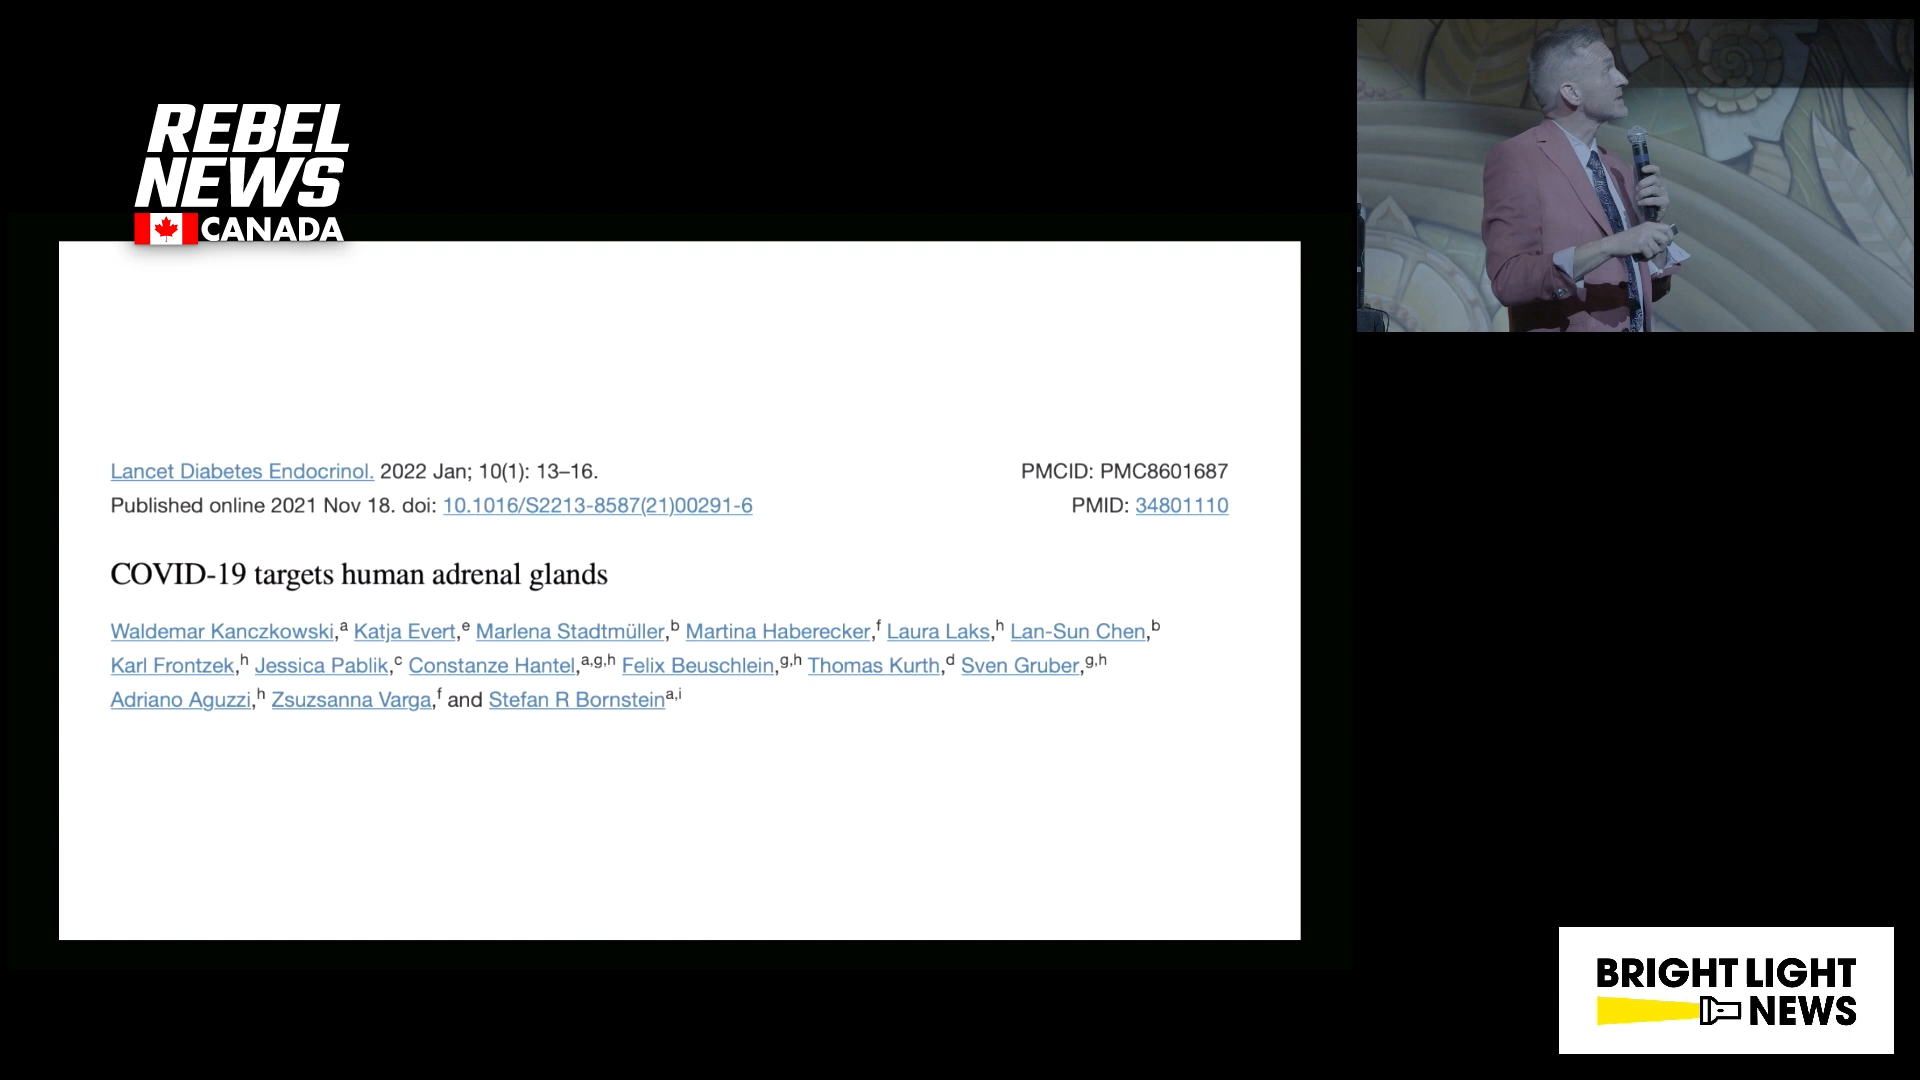 REBEL
NEWS
CANADA
Lancet Diabetes Endocrinol. 2022 Jan; 10(1): 13–16.
PMCID: PMC8601687
Published online 2021 Nov 18. doi: 10.1016/S2213-8587(21)00291-6
PMID: 34801110
COVID-19 targets human adrenal glands
Waldemar Kanczkowski,a Katja Evert,e Marlena Stadtmüller,b Martina Haberecker,f Laura Laks,h Lan-Sun Chen,b
Karl Frontzek,h Jessica Pablik,c Constanze Hantel,a,g,h Felix Beuschlein,g,h Thomas Kurth,d Sven Gruber,g,h
Adriano Aguzzi,h Zsuzsanna Varga,f and Stefan R Bornsteina,i
BRIGHT LIGHT
NEWS